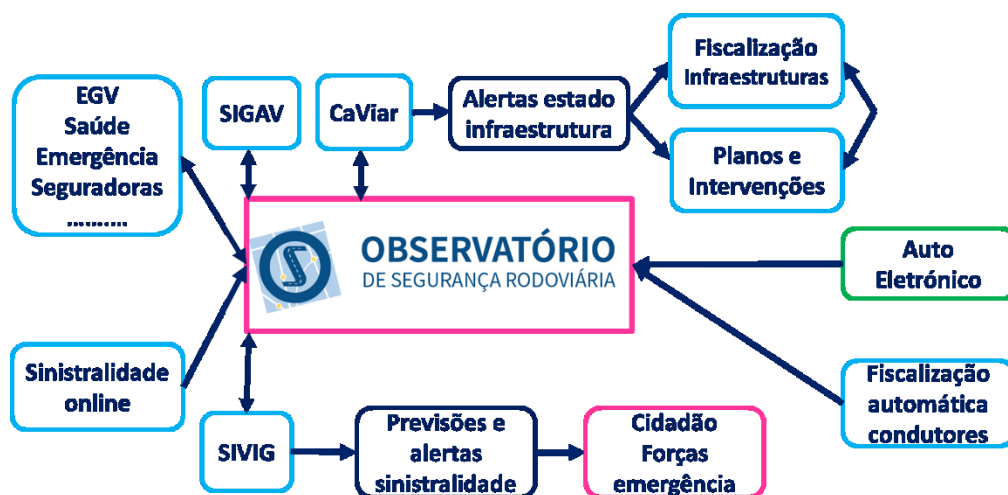 EGV
Saúde
Emergência
Seguradoras
...........
SIGAV
CaViar
Alertas estado
infraestrutura
Fiscalização
Infraestruturas
Planos e
Intervenções
OBSERVATÓRIO
DE SEGURANÇA RODOVIÁRIA
Auto
Eletrónico
Sinistralidade
online
Fiscalização
automática
condutores
SIVIG
Previsões e
alertas
sinistralidade
Cidadão
Forças
emergência